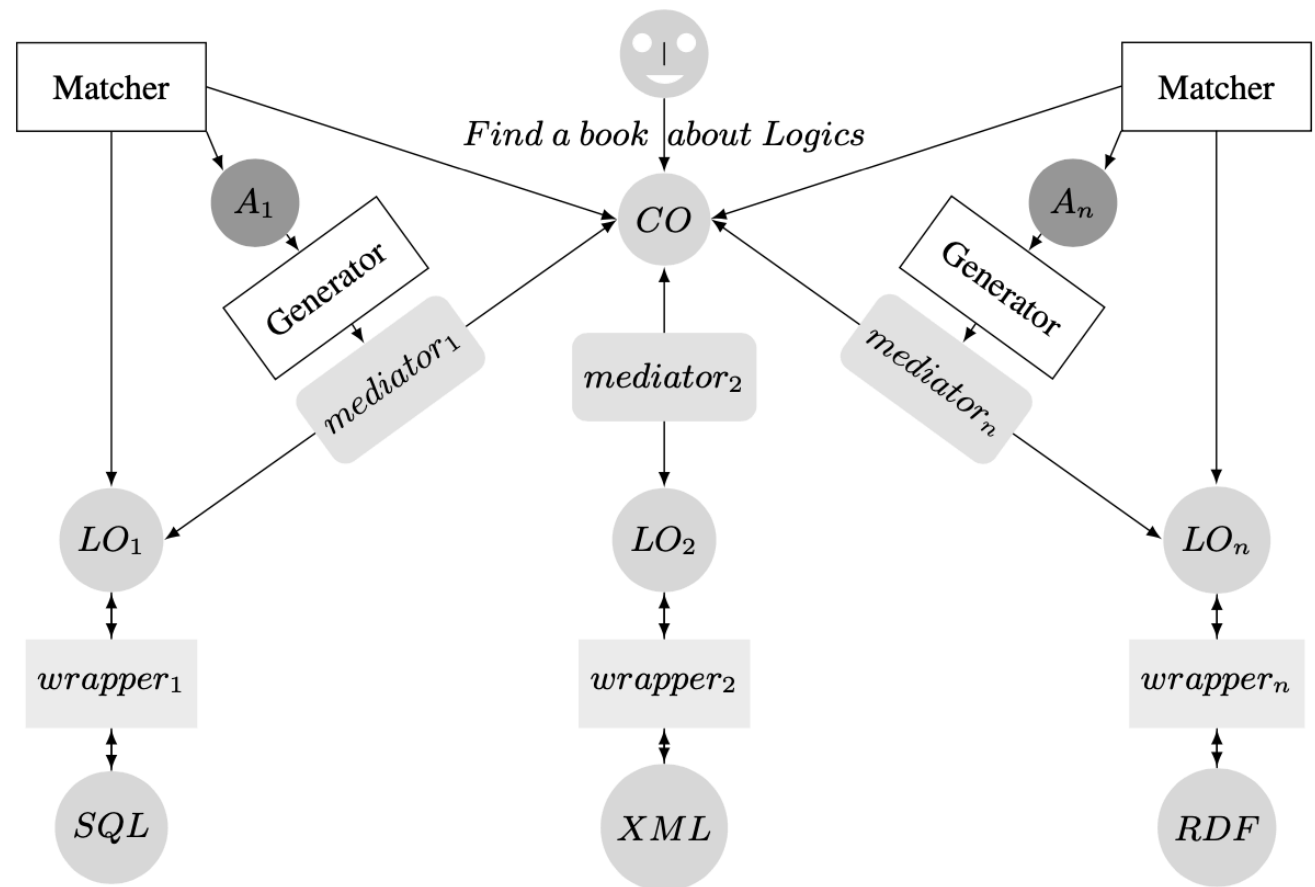 Matcher
Matcher
Find a book about Logics
A₁
CO
Aₙ
Generator
Generator
mediator₁
mediator₂
mediatorₙ
LO₁
LO₂
LOₙ
wrapper₁
wrapper₂
wrapperₙ
SQL
XML
RDF